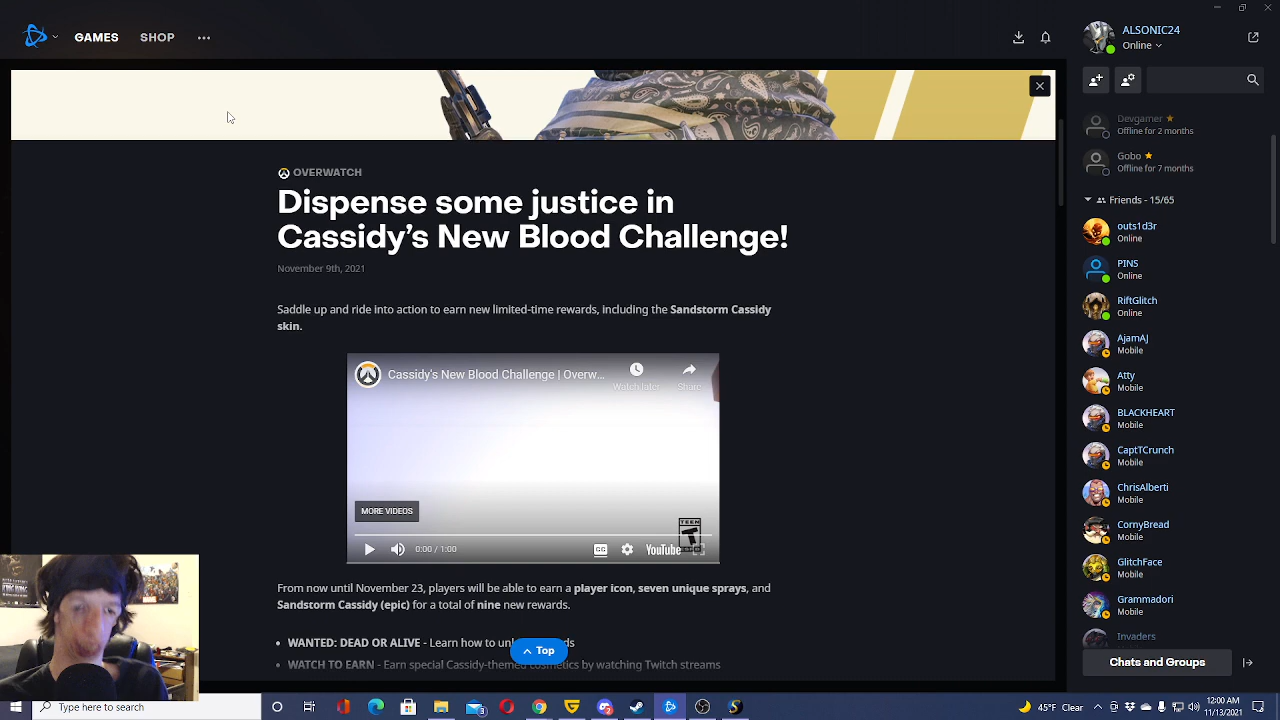 GAMES
SHOP
ALSONIC24
Online
OVERWATCH
Dispense some justice in
Cassidy's New Blood Challenge!
November 9th, 2021
Saddle up and ride into action to earn new limited-time rewards, including the Sandstorm Cassidy
skin.
Cassidy's New Blood Challenge | Overw...
Watch later
Share
MORE VIDEOS
TEEN
T
0:00 / 1:00
CC
YouTube
From now until November 23, players will be able to earn a player icon, seven unique sprays, and
Sandstorm Cassidy (epic) for a total of nine new rewards.
• WANTED: DEAD OR ALIVE - Learn how to
• WATCH TO EARN - Earn special Cassidy-themed cosmetics by watching Twitch streams
Top
Devgamer
Offline for 2 months
Gobo
Offline for 7 months
Friends - 15/65
outs1d3r
Online
PINS
Online
RiftGlitch
Online
AjamAJ
Mobile
Atty
Mobile
BLACKHEART
Mobile
CaptTCrunch
Mobile
ChrisAlberti
Mobile
CornyBread
Mobile
GlitchFace
Mobile
Grammadori
Mobile
Invaders
Chats and Groups
Type here to search
45°F Clear
12:00 AM
11/13/2021